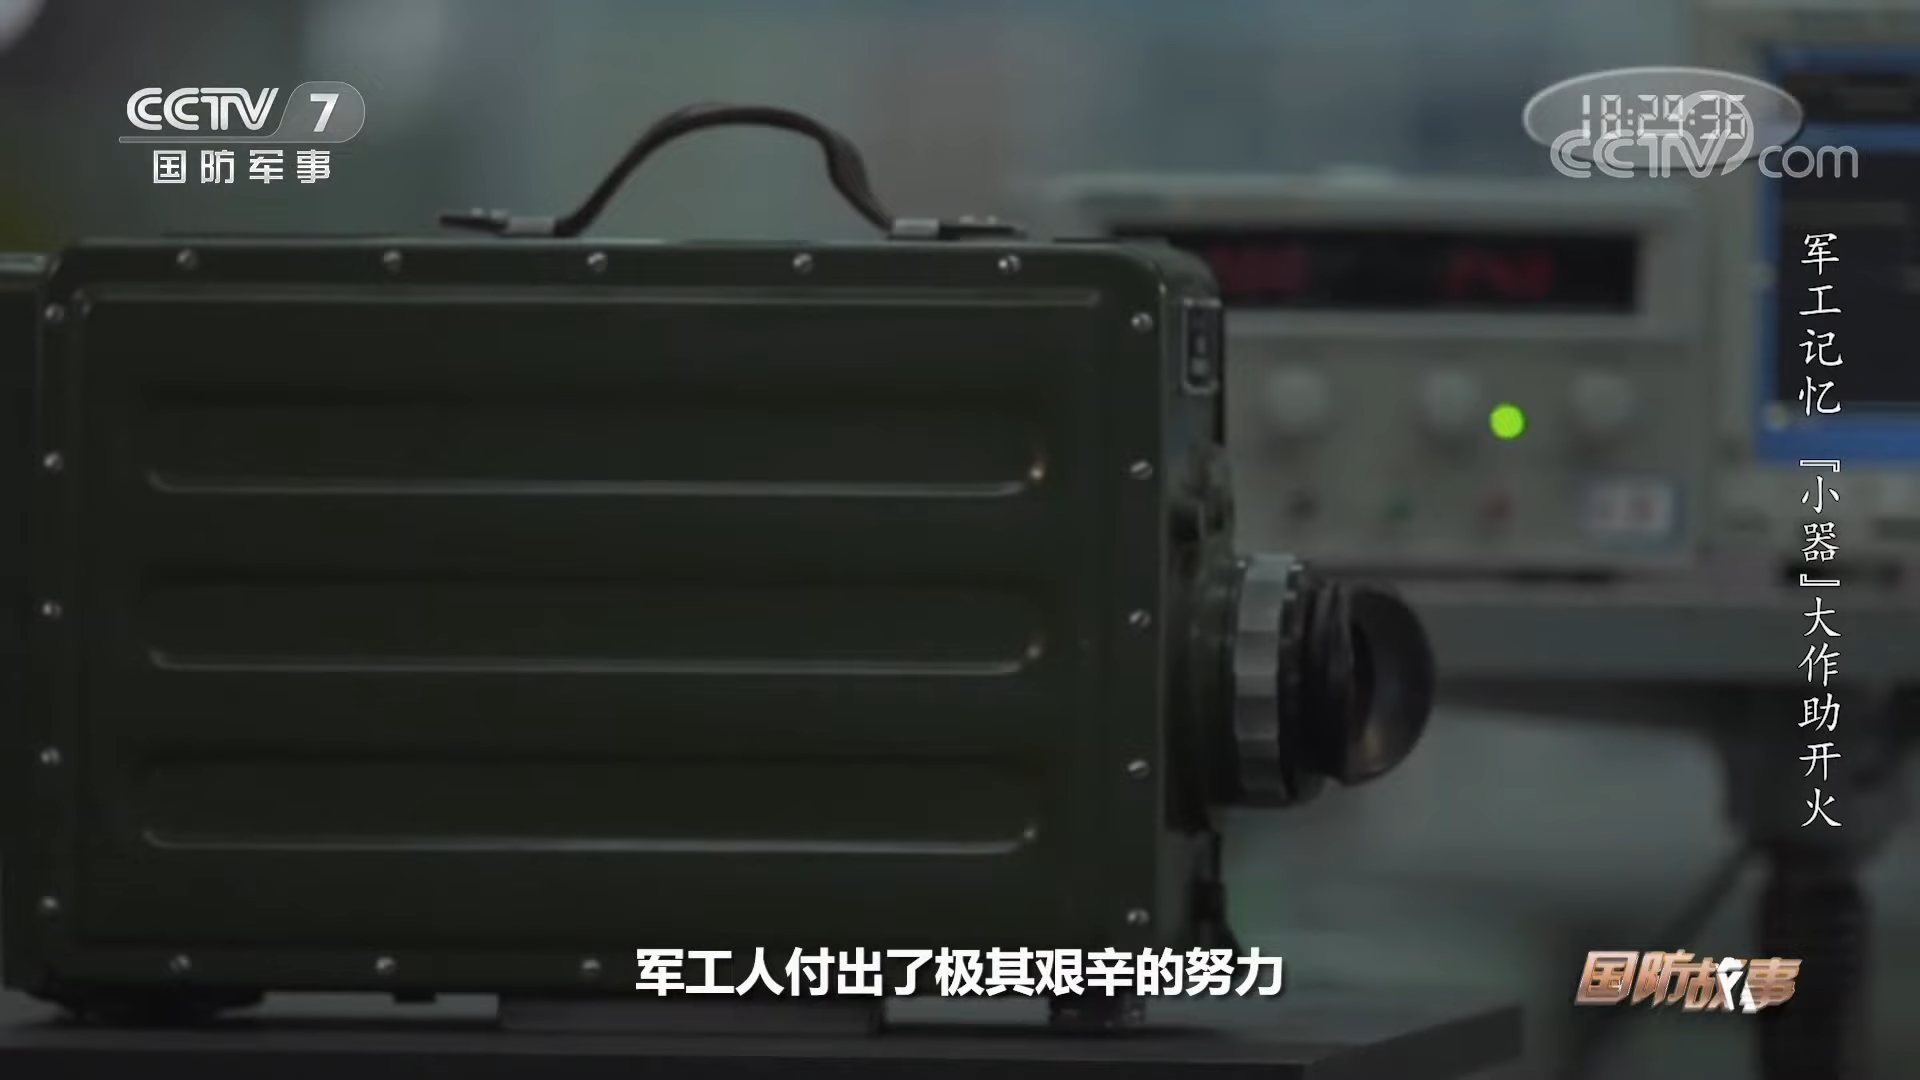 CCTV 7
国防军事
18:29:36
CCTV com
军工记忆 『小器』大作助开火
军工人付出了极其艰辛的努力
国防故事